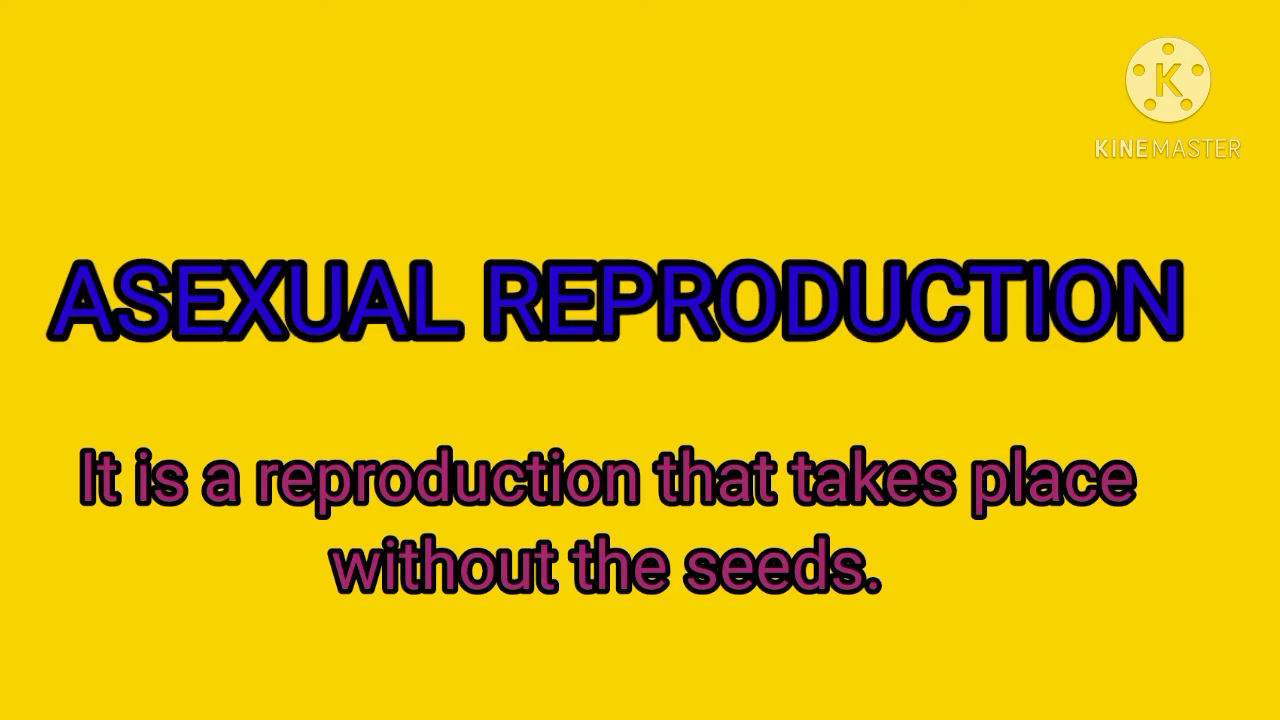 K
KINEMASTER
ASEXUAL REPRODUCTION
It is a reproduction that takes place
without the seeds.